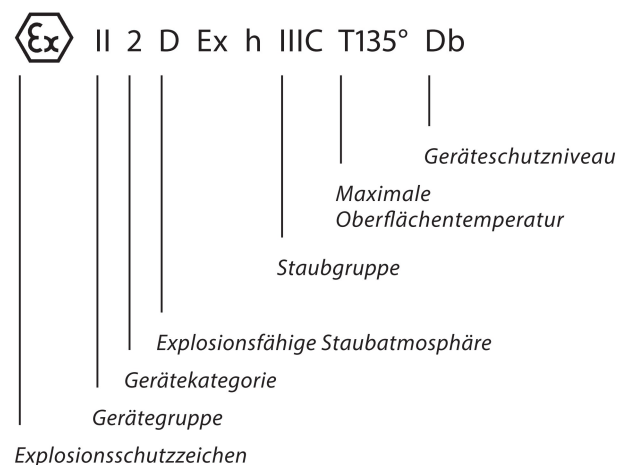 Ex II 2 D Ex h IIIC T135° Db
Geräteschutzniveau
Maximale
Oberflächentemperatur
Staubgruppe
Explosionsfähige Staubatmosphäre
Gerätekategorie
Gerätegruppe
Explosionsschutzzeichen